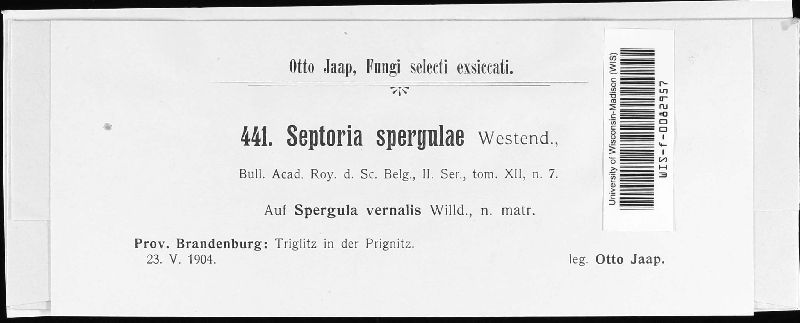 Otto Jaap, Fungi selecti exsiccati.
441. Septoria spergulae Westend.,
Bull. Acad. Roy. d. Sc. Belg., II. Ser., tom. XII, n. 7.
Auf Spergula vernalis Willd., n. matr.
Prov. Brandenburg: Triglitz in der Prignitz.
23. V. 1904.
leg. Otto Jaap.
University of Wisconsin-Madison (WIS)
WIS-f-0082957